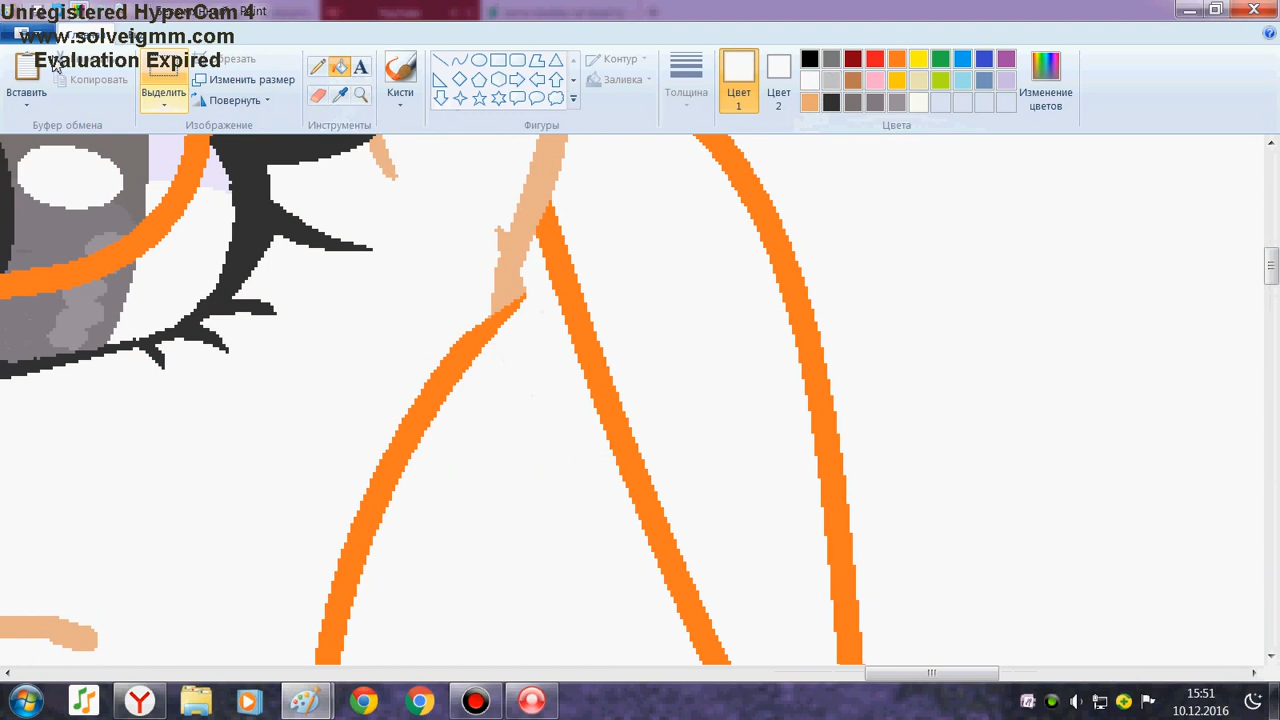 Unregistered HyperCam 4
www.solveigmm.com
Evaluation Expired
Paint
Вставить
Копировать
Буфер обмена
Выделить
Изменить размер
Повернуть
Изображение
A
Инструменты
Кисти
Контур
Заливка
Фигуры
Толщина
Цвет 1
Цвет 2
Изменение цветов
Цвета
15:51
10.12.2016